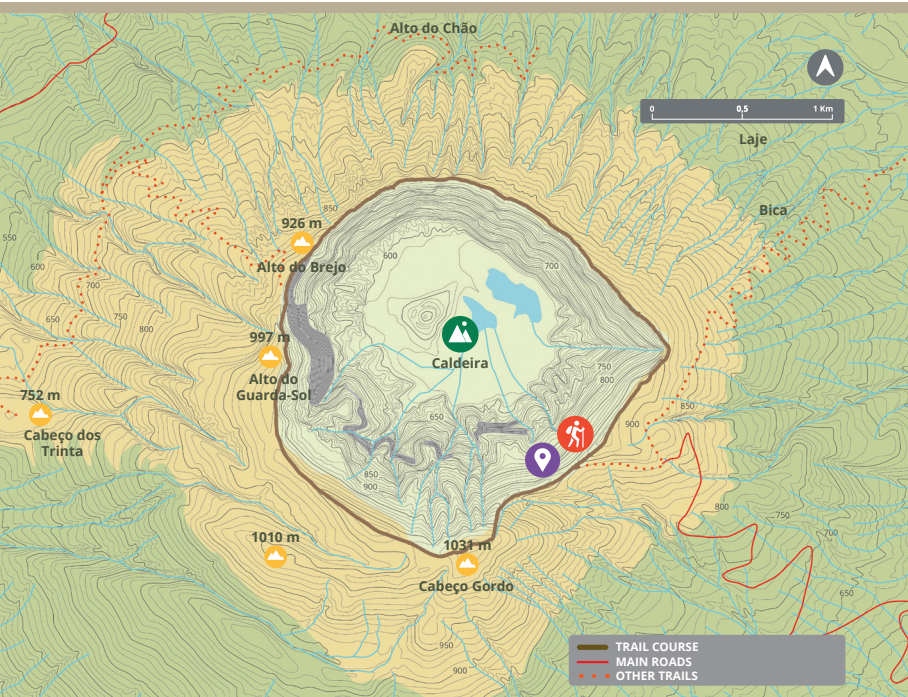 Alto do Chão
0
0,5
1 Km
Laje
Bica
926 m
Alto do Brejo
850
600
700
550
600
700
650
750
800
997 m
Alto do
Guarda-Sol
Caldeira
752 m
Cabeço dos
Trinta
750
800
850
900
650
850
900
1010 m
1031 m
Cabeço Gordo
800
750
700
650
950
900
TRAIL COURSE
MAIN ROADS
OTHER TRAILS